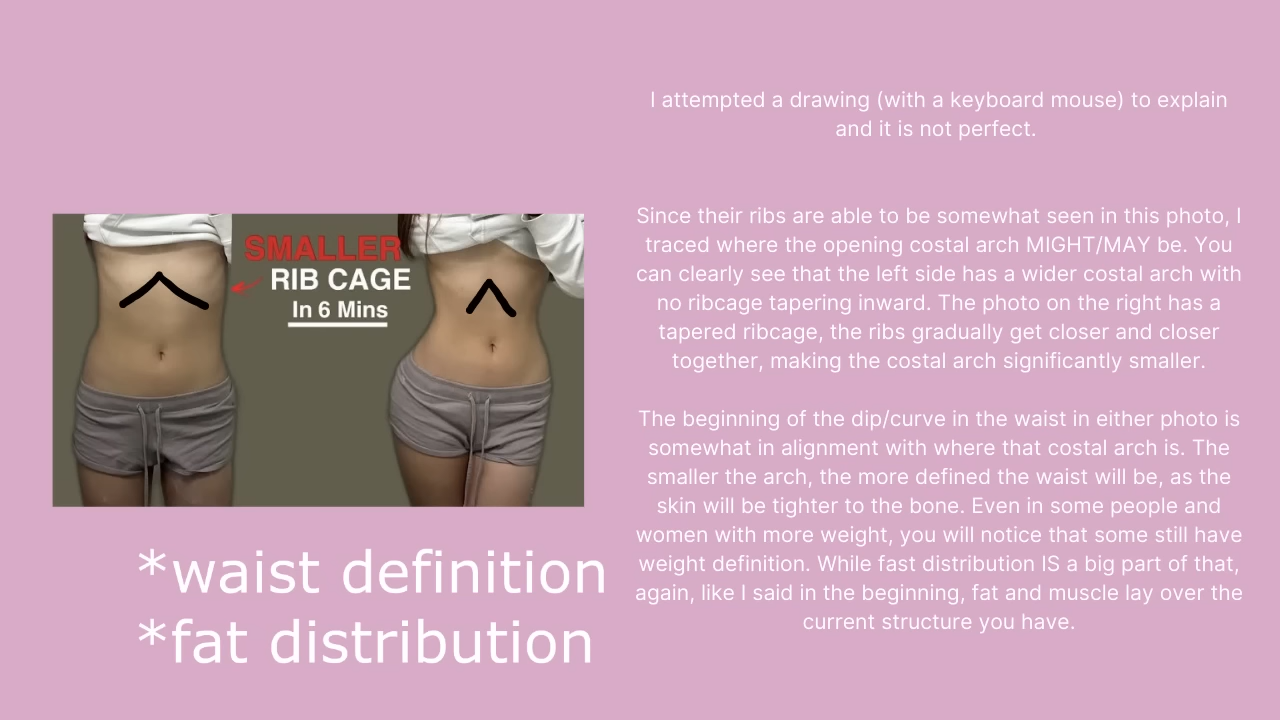 I attempted a drawing (with a keyboard mouse) to explain
and it is not perfect.
Since their ribs are able to be somewhat seen in this photo, I
traced where the opening costal arch MIGHT/MAY be. You
can clearly see that the left side has a wider costal arch with
no ribcage tapering inward. The photo on the right has a
tapered ribcage, the ribs gradually get closer and closer
together, making the costal arch significantly smaller.
The beginning of the dip/curve in the waist in either photo is
somewhat in alignment with where that costal arch is. The
smaller the arch, the more defined the waist will be, as the
skin will be tighter to the bone. Even in some people and
women with more weight, you will notice that some still have
weight definition. While fast distribution IS a big part of that,
again, like I said in the beginning, fat and muscle lay over the
current structure you have.
SMALLER
RIB CAGE
In 6 Mins
*waist definition
*fat distribution